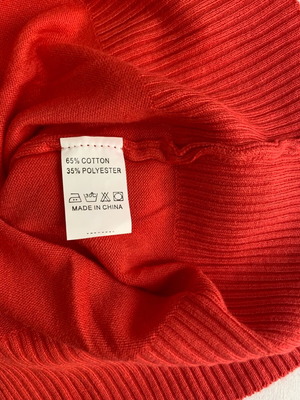 65% COTTON
35% POLYESTER
MADE IN CHINA